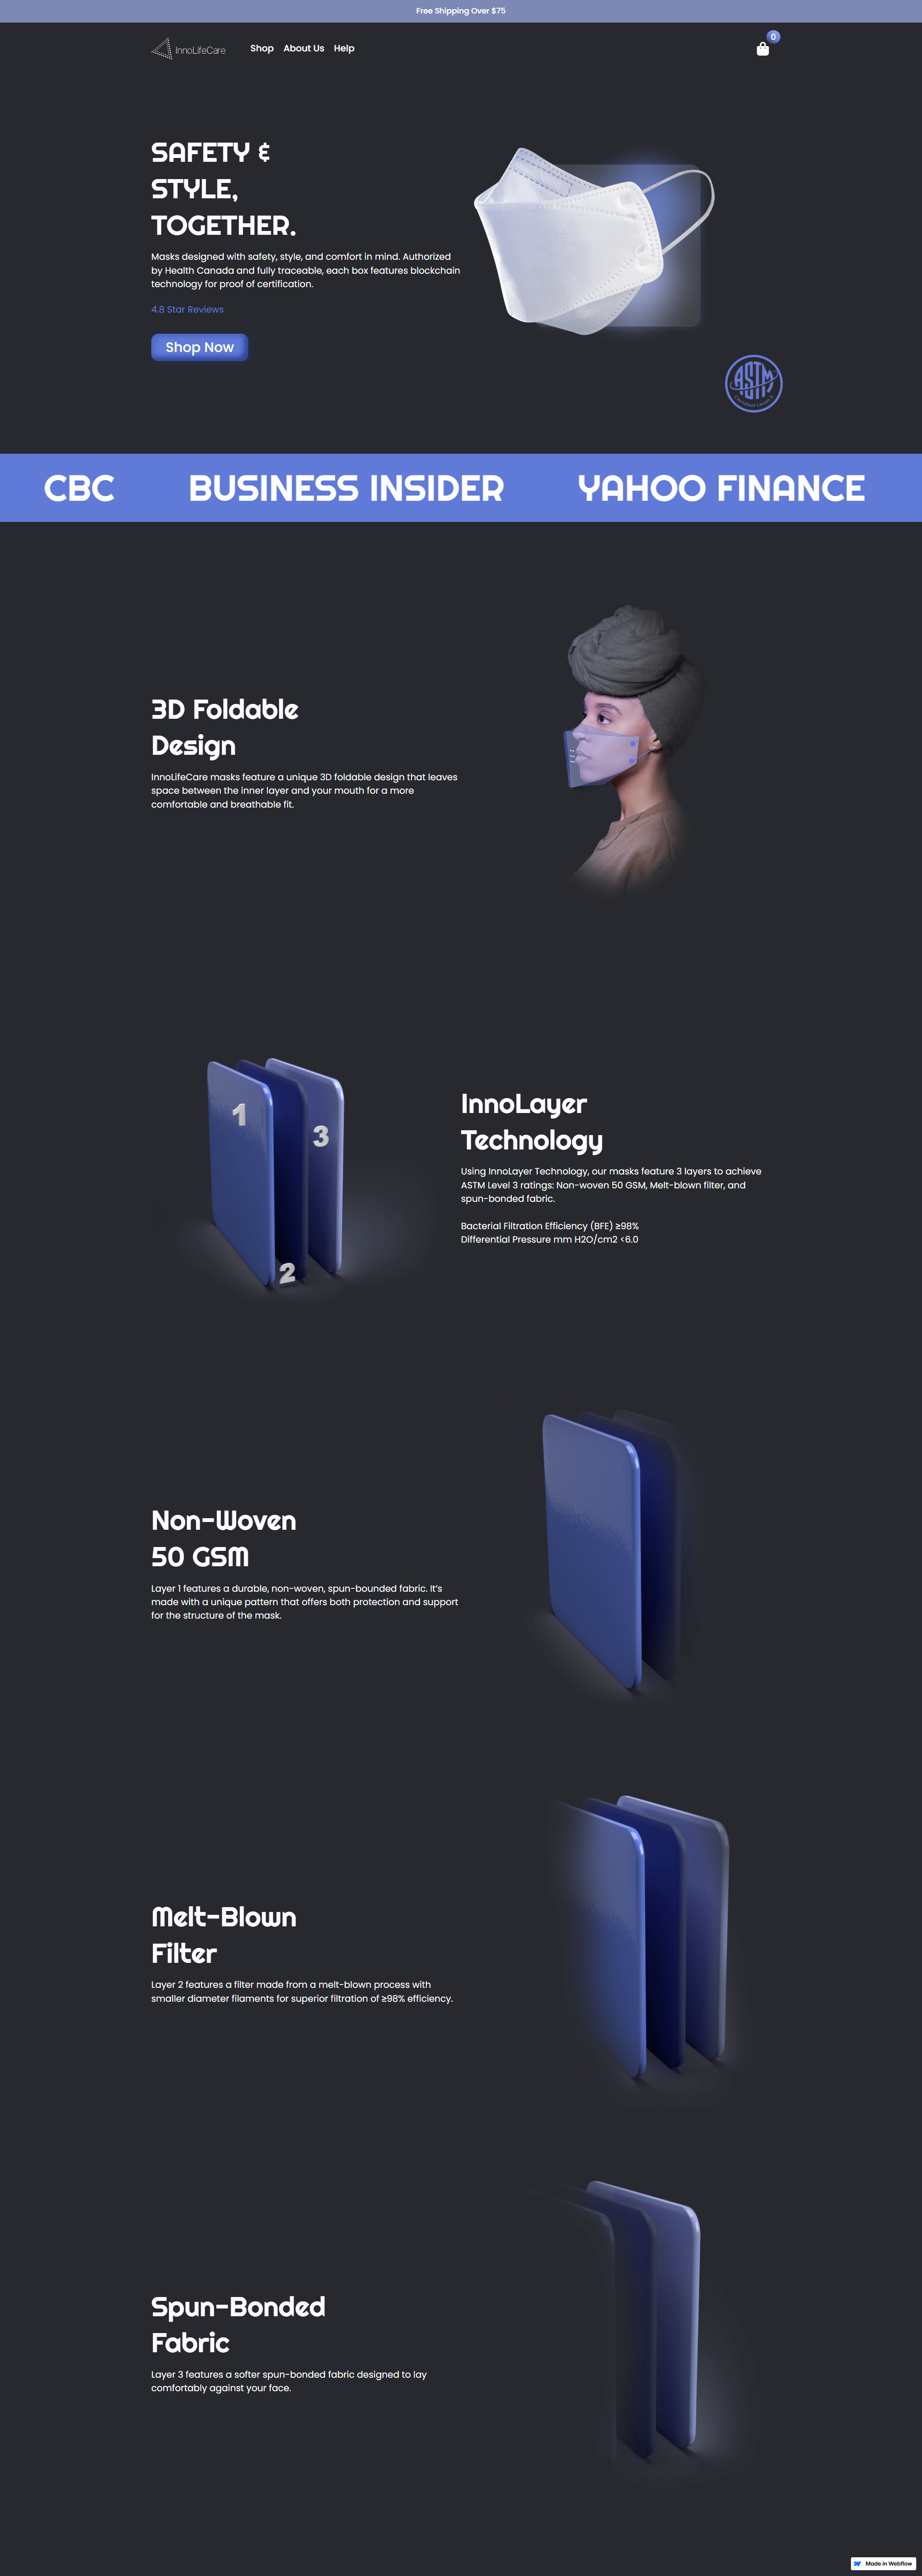 Free Shipping Over $75
InnoLifeCare
Shop About Us Help
0
SAFETY &
STYLE,
TOGETHER.
Masks designed with safety, style, and comfort in mind. Authorized
by Health Canada and fully traceable, each box features blockchain
technology for proof of certification.
4.8 Star Reviews
Shop Now
ASTM
Certified Level 3
CBC BUSINESS INSIDER YAHOO FINANCE
3D Foldable
Design
InnoLifeCare masks feature a unique 3D foldable design that leaves
space between the inner layer and your mouth for a more
comfortable and breathable fit.
1
3
2
InnoLayer
Technology
Using InnoLayer Technology, our masks feature 3 layers to achieve
ASTM Level 3 ratings: Non-woven 50 GSM, Melt-blown filter, and
spun-bonded fabric.
Bacterial Filtration Efficiency (BFE) ≥98%
Differential Pressure mm H2O/cm2 <6.0
Non-Woven
50 GSM
Layer 1 features a durable, non-woven, spun-bounded fabric. It's
made with a unique pattern that offers both protection and support
for the structure of the mask.
Melt-Blown
Filter
Layer 2 features a filter made from a melt-blown process with
smaller diameter filaments for superior filtration of ≥98% efficiency.
Spun-Bonded
Fabric
Layer 3 features a softer spun-bonded fabric designed to lay
comfortably against your face.
Made in Webflow